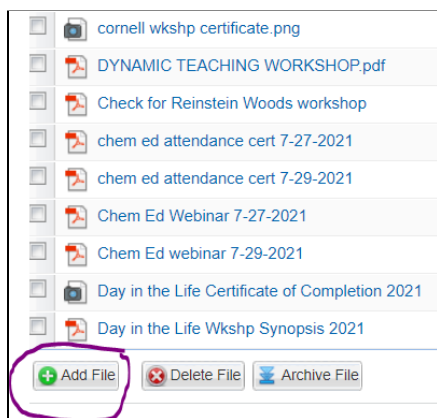 cornell wkshp certificate.png
DYNAMIC TEACHING WORKSHOP.pdf
Check for Reinstein Woods workshop
chem ed attendance cert 7-27-2021
chem ed attendance cert 7-29-2021
Chem Ed Webinar 7-27-2021
Chem Ed webinar 7-29-2021
Day in the Life Certificate of Completion 2021
Day in the Life Wkshp Synopsis 2021
Add File Delete File Archive File